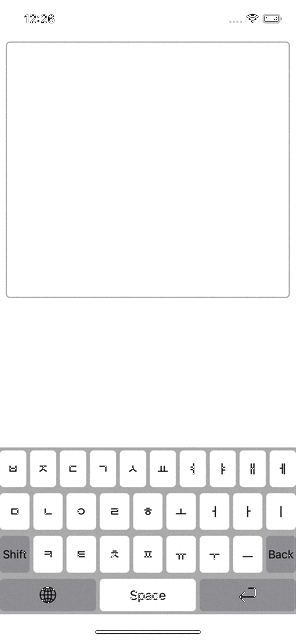 12:26
ㅂ ㅈ ㄷ ㄱ ㅅ ㅛ ㅕ ㅑ ㅐ ㅔ
ㅁ ㄴ ㅇ ㄹ ㅎ ㅗ ㅓ ㅏ ㅣ
Shift ㅋ ㅌ ㅊ ㅍ ㅠ ㅜ ㅡ Back
Space